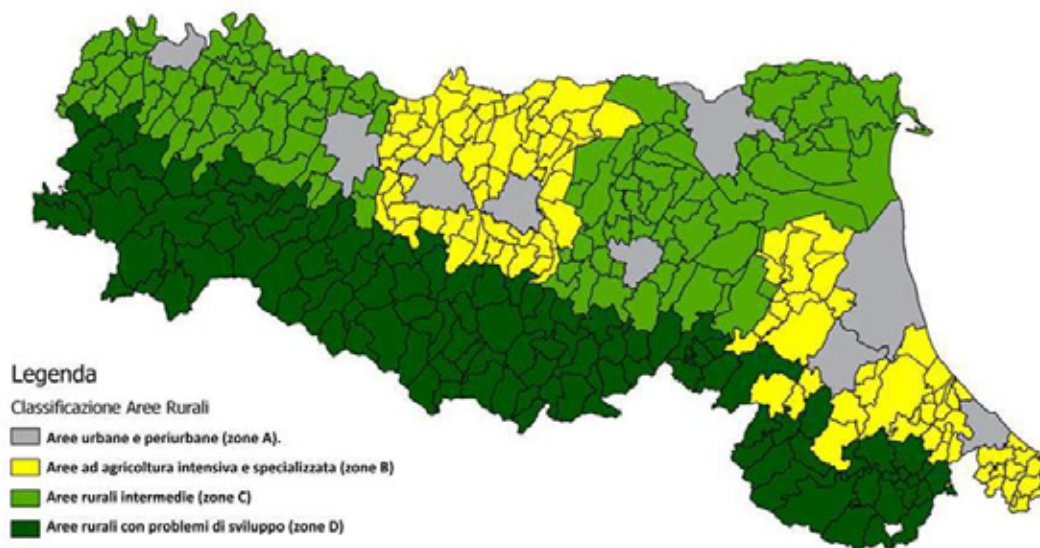 Legenda
Classificazione Aree Rurali
Aree urbane e periurbane (zone A).
Aree ad agricoltura intensiva e specializzata (zone B)
Aree rurali intermedie (zone C)
Aree rurali con problemi di sviluppo (zone D)